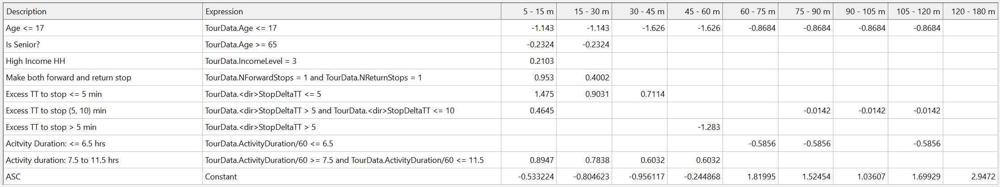 Description Expression 5 - 15 m 15 - 30 m 30 - 45 m 45 - 60 m 60 - 75 m 75 - 90 m 90 - 105 m 105 - 120 m 120 - 180 m
Age <= 17 TourData.Age <= 17 -1.143 -1.143 -1.626 -1.626 -0.8684 -0.8684 -0.8684 -0.8684
Is Senior? TourData.Age >= 65 -0.2324 -0.2324
High Income HH TourData.IncomeLevel = 3 0.2103
Make both forward and return stop TourData.NForwardStops = 1 and TourData.NReturnStops = 1 0.953 0.4002
Excess TT to stop <= 5 min TourData.<dir>StopDeltaTT <= 5 1.475 0.9031 0.7114
Excess TT to stop (5, 10) min TourData.<dir>StopDeltaTT > 5 and TourData.<dir>StopDeltaTT <= 10 0.4645 -0.0142 -0.0142 -0.0142
Excess TT to stop > 5 min TourData.<dir>StopDeltaTT > 5 -1.283
Acitvity Duration: <= 6.5 hrs TourData.ActivityDuration/60 <= 6.5 -0.5856 -0.5856 -0.5856
Activity duration: 7.5 to 11.5 hrs TourData.ActivityDuration/60 >= 7.5 and TourData.ActivityDuration/60 <= 11.5 0.8947 0.7838 0.6032 0.6032
ASC Constant -0.533224 -0.804623 -0.956117 -0.244868 1.81995 1.52454 1.03607 1.69929 2.9472